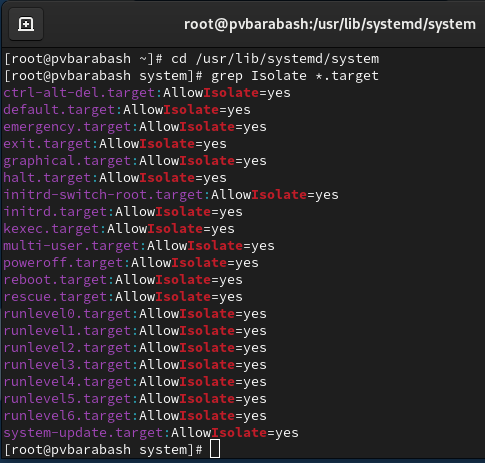 root@pvbarabash:/usr/lib/systemd/system
[root@pvbarabash ~]# cd /usr/lib/systemd/system
[root@pvbarabash system]# grep Isolate *.target
ctrl-alt-del.target:AllowIsolate=yes
default.target:AllowIsolate=yes
emergency.target:AllowIsolate=yes
exit.target:AllowIsolate=yes
graphical.target:AllowIsolate=yes
halt.target:AllowIsolate=yes
initrd-switch-root.target:AllowIsolate=yes
initrd.target:AllowIsolate=yes
kexec.target:AllowIsolate=yes
multi-user.target:AllowIsolate=yes
poweroff.target:AllowIsolate=yes
reboot.target:AllowIsolate=yes
rescue.target:AllowIsolate=yes
runlevel0.target:AllowIsolate=yes
runlevel1.target:AllowIsolate=yes
runlevel2.target:AllowIsolate=yes
runlevel3.target:AllowIsolate=yes
runlevel4.target:AllowIsolate=yes
runlevel5.target:AllowIsolate=yes
runlevel6.target:AllowIsolate=yes
system-update.target:AllowIsolate=yes
[root@pvbarabash system]#